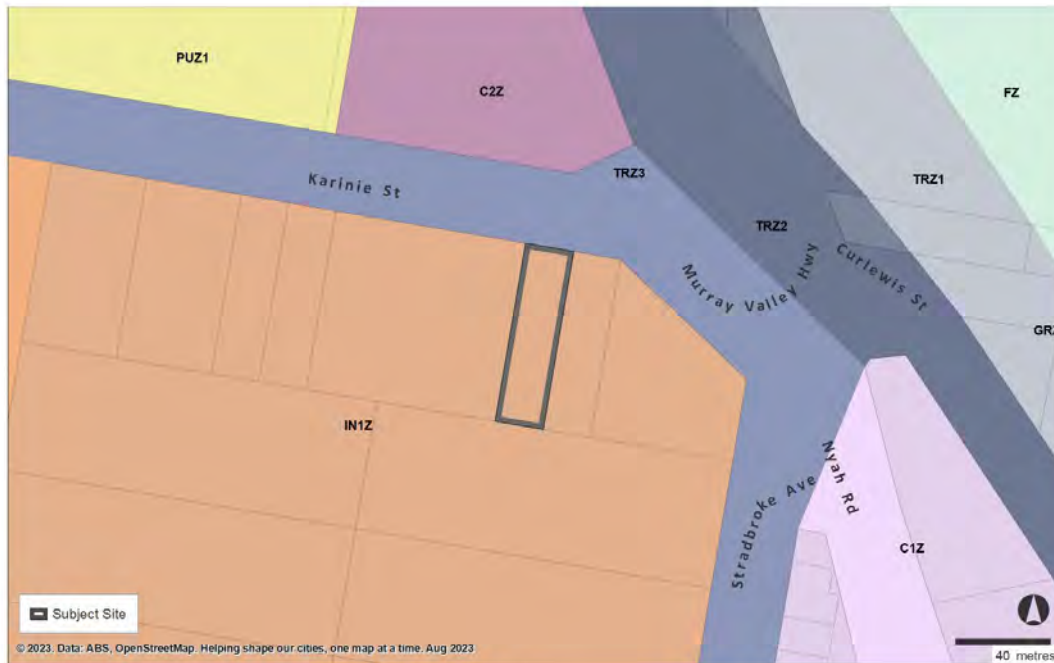 PUZ1
C2Z
FZ
Karinie St
TRZ3
TRZ1
TRZ2
Murray Valley Hwy
Curlewis St
GRZ
IN1Z
Nyah Rd
Stradbroke Ave
C1Z
Subject Site
© 2023. Data: ABS, OpenStreetMap. Helping shape our cities, one map at a time. Aug 2023
40 metres